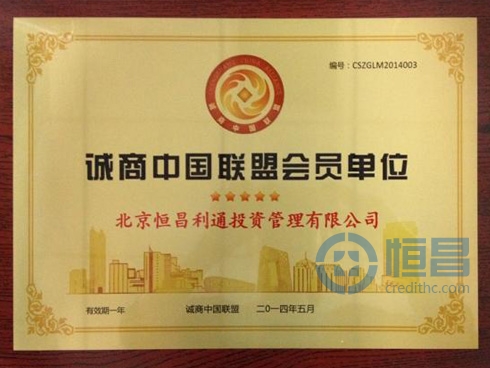 编号：CSZGLM2014003
诚商中国联盟会员单位
北京恒昌利通投资管理有限公司
恒昌
credithc.com
有效期一年
诚商中国联盟
二〇一四年五月